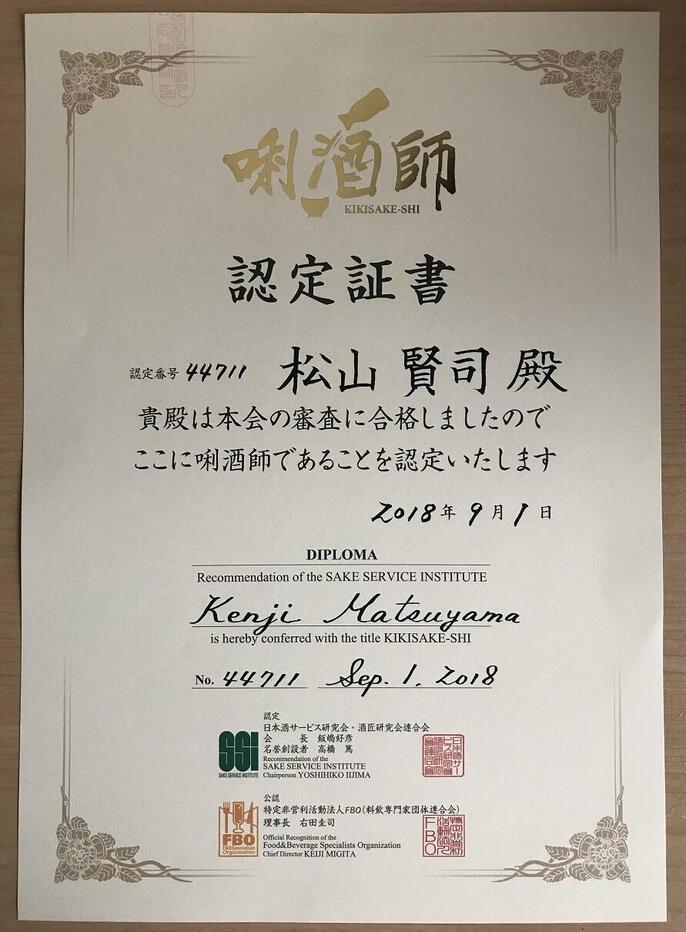 唎酒師
KIKISAKE-SHI
認定証書
認定番号 44711 松山 賢司 殿
貴殿は本会の審査に合格しましたので
ここに唎酒師であることを認定いたします
2018年 9月 1日
DIPLOMA
Recommendation of the SAKE SERVICE INSTITUTE
Kenji Matsuyama
is hereby conferred with the title KIKISAKE-SHI
No. 44711 Sep. 1, 2018
認定
日本酒サービス研究会・酒匠研究会連合会
会長 飯嶋好彦
名誉創設者 高橋 篤
Recommendation of the
SAKE SERVICE INSTITUTE
Chairperson YOSHIHIKO IIJIMA
SSI
SAKE SERVICE INSTITUTE
公認
特定非営利活動法人FBO(料飲専門家団体連合会)
理事長 右田圭司
Official Recognition of the
Food&Beverage Specialists Organization
Chief Director KEIJI MIGITA
FBO
Organization
FBO